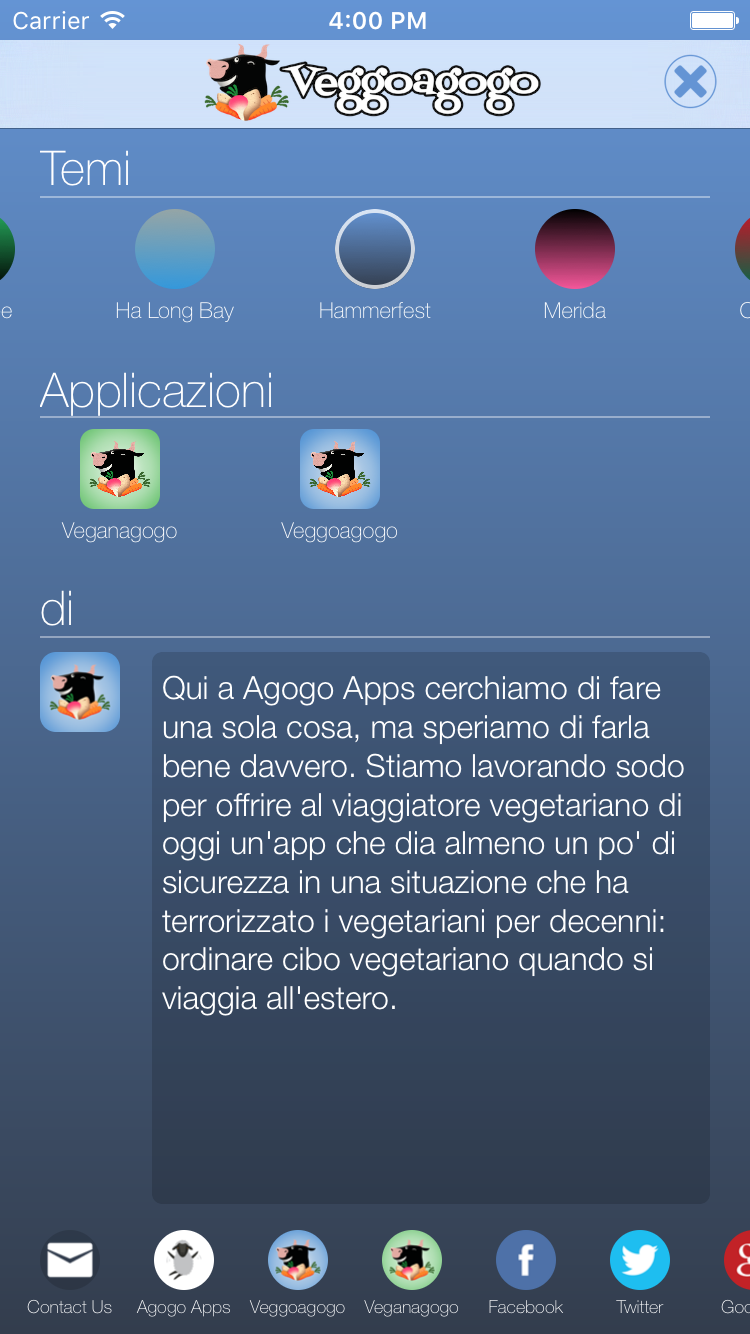 Carrier 4:00 PM
Veggoagogo
Temi
e Ha Long Bay Hammerfest Merida
Applicazioni
Veganagogo Veggoagogo
di
Qui a Agogo Apps cerchiamo di fare
una sola cosa, ma speriamo di farla
bene davvero. Stiamo lavorando sodo
per offrire al viaggiatore vegetariano di
oggi un'app che dia almeno un po' di
sicurezza in una situazione che ha
terrorizzato i vegetariani per decenni:
ordinare cibo vegetariano quando si
viaggia all'estero.
Contact Us Agogo Apps Veggoagogo Veganagogo Facebook Twitter